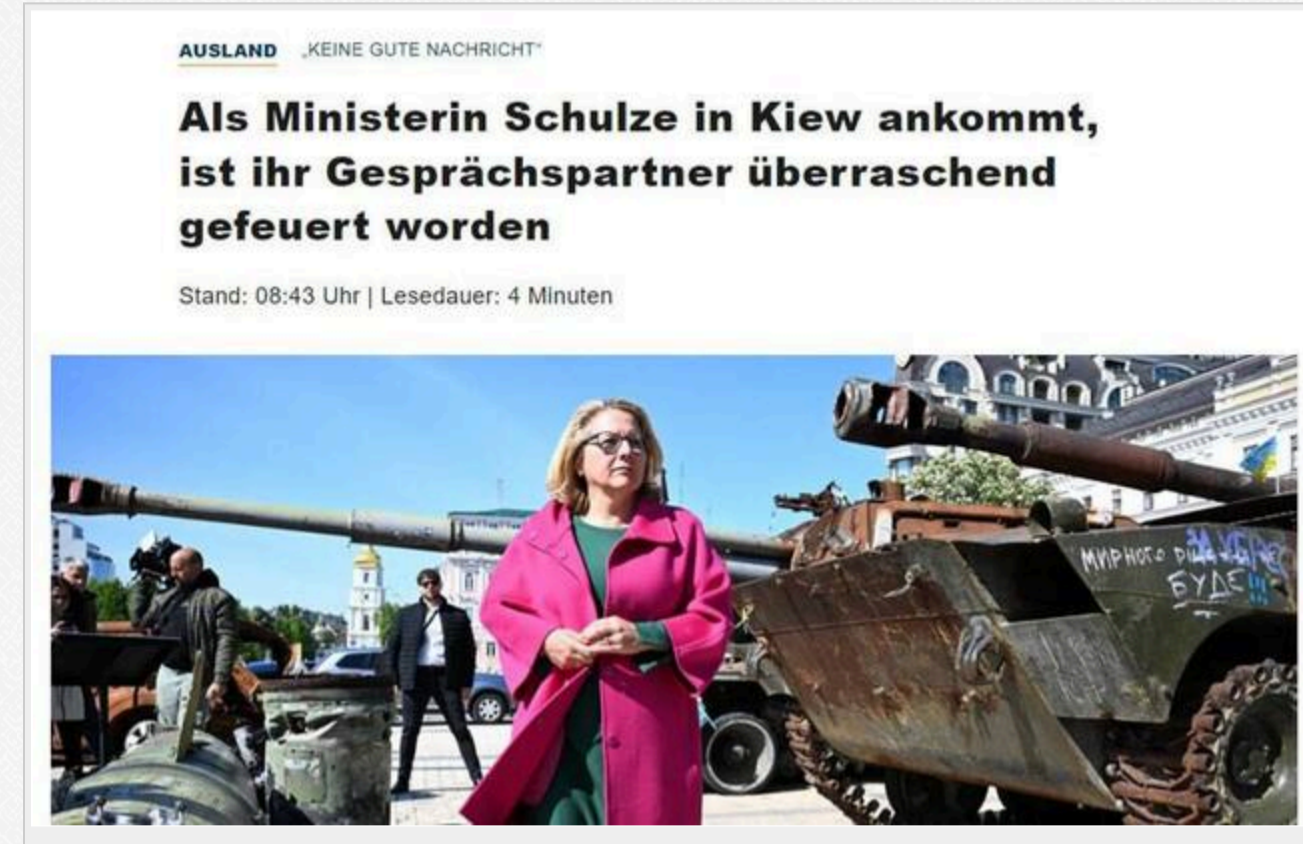 AUSLAND „KEINE GUTE NACHRICHT“
Als Ministerin Schulze in Kiew ankommt,
ist ihr Gesprächspartner überraschend
gefeuert worden
Stand: 08:43 Uhr | Lesedauer: 4 Minuten
МИРНОГО
БУДЕ!!!